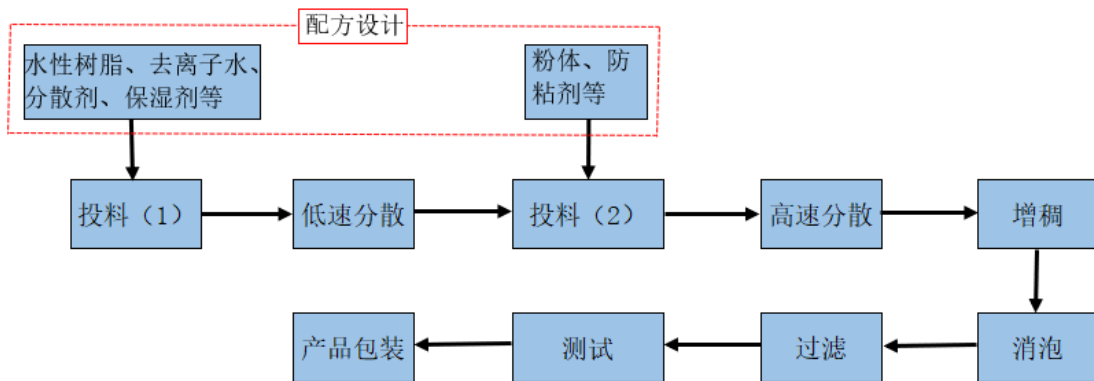 配方设计
水性树脂、去离子水、
分散剂、保湿剂等
粉体、防
粘剂等
投料（1）
低速分散
投料（2）
高速分散
增稠
产品包装
测试
过滤
消泡